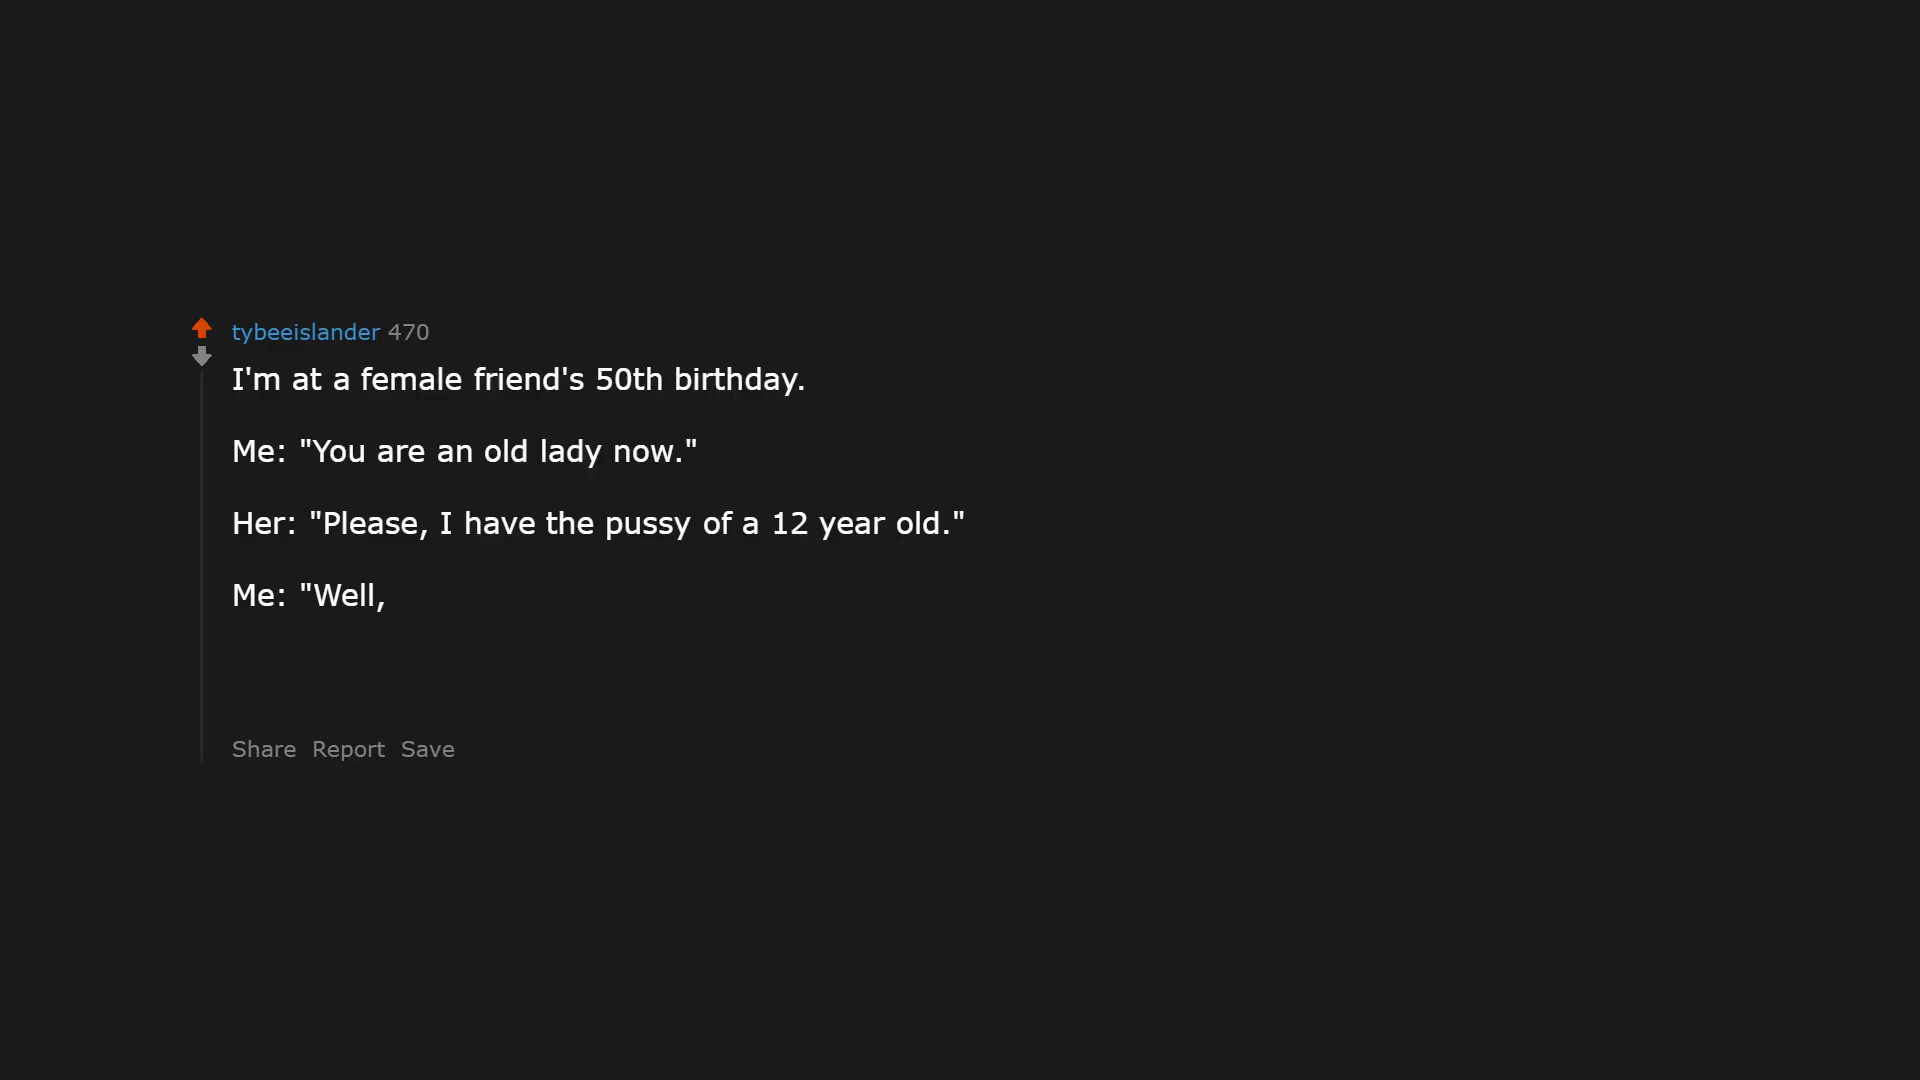 tybeeislander 470
I'm at a female friend's 50th birthday.
Me: "You are an old lady now."
Her: "Please, I have the pussy of a 12 year old."
Me: "Well,
Share Report Save